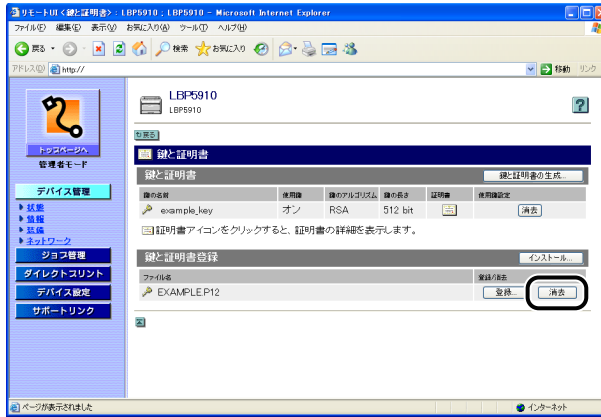 リモートUI <鍵と証明書> : LBP5910 ; LBP5910 - Microsoft Internet Explorer
ファイル(F) 編集(E) 表示(V) お気に入り(A) ツール(T) ヘルプ(H)
戻る 検索 お気に入り
アドレス(D) http:// 移動 リンク
LBP5910
LBP5910
トップページへ
管理者モード
戻る
鍵と証明書
鍵と証明書 鍵と証明書の生成...
鍵の名前 使用鍵 鍵のアルゴリズム 鍵の長さ 証明書 使用鍵設定
example_key オン RSA 512 bit 消去
証明書アイコンをクリックすると、証明書の詳細を表示します。
鍵と証明書登録 インストール...
ファイル名 登録/消去
EXAMPLE.P12 登録... 消去
デバイス管理
状態
情報
装備
ネットワーク
ジョブ管理
ダイレクトプリント
デバイス設定
サポートリンク
ページが表示されました インターネット